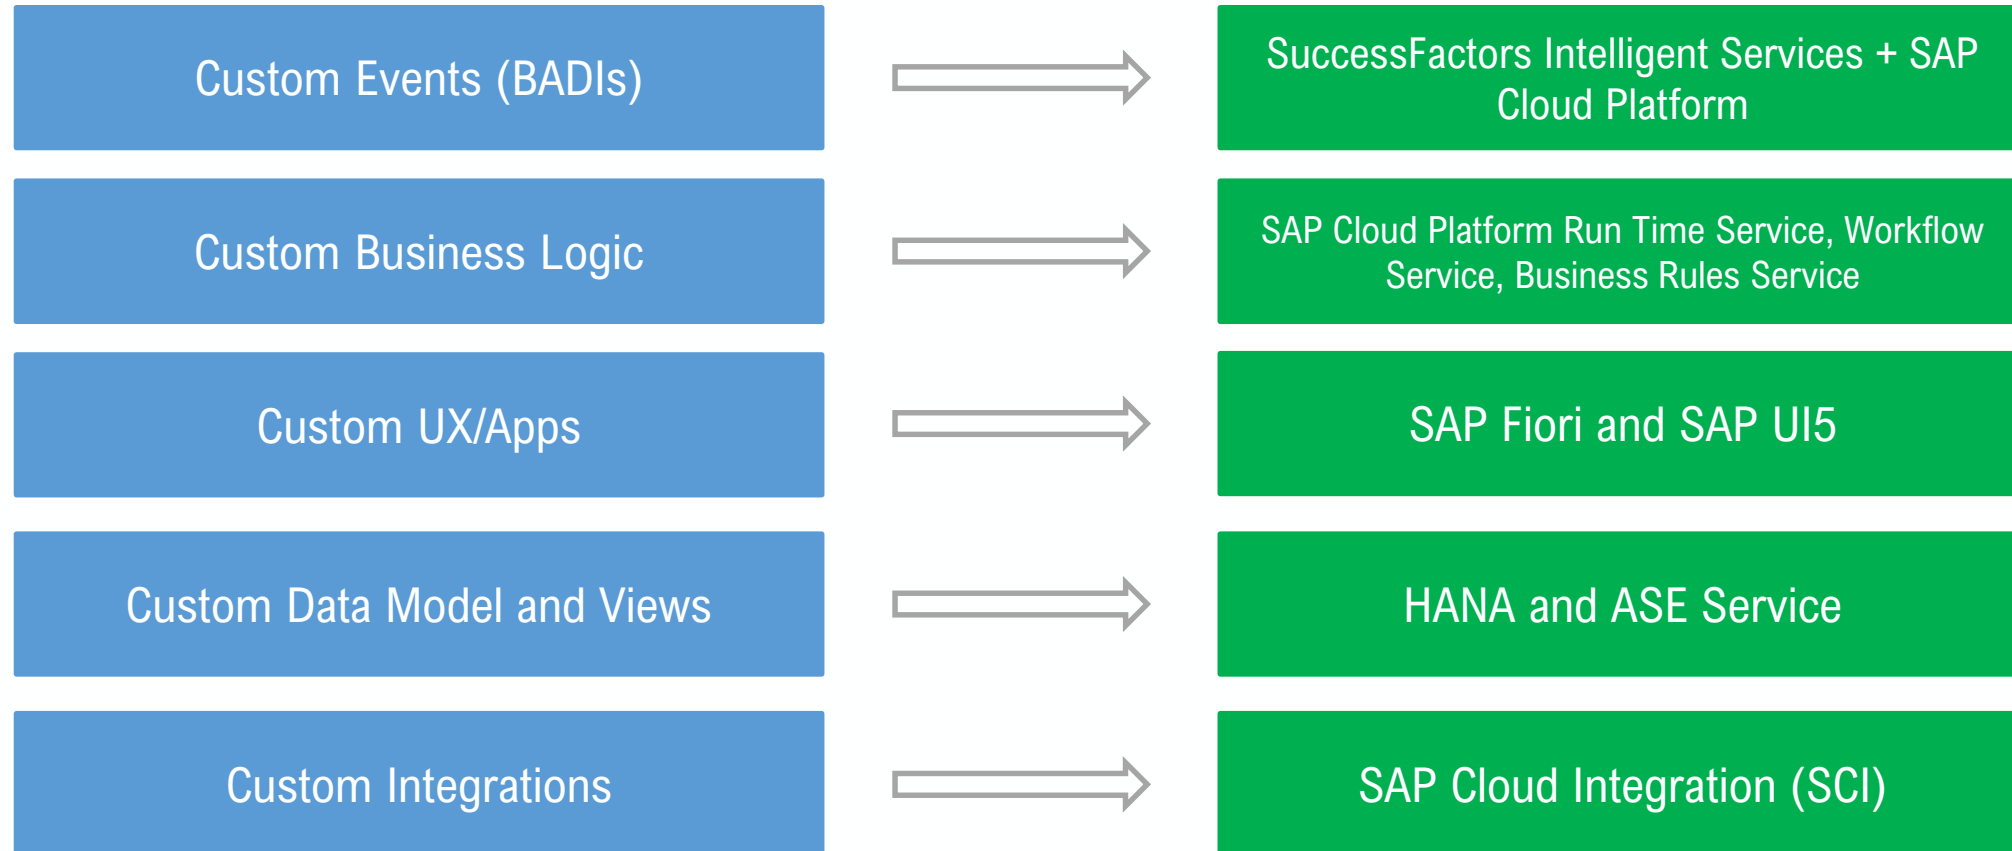 Custom Events (BADIs)
SuccessFactors Intelligent Services + SAP
Cloud Platform
Custom Business Logic
SAP Cloud Platform Run Time Service, Workflow
Service, Business Rules Service
Custom UX/Apps
SAP Fiori and SAP UI5
Custom Data Model and Views
HANA and ASE Service
Custom Integrations
SAP Cloud Integration (SCI)